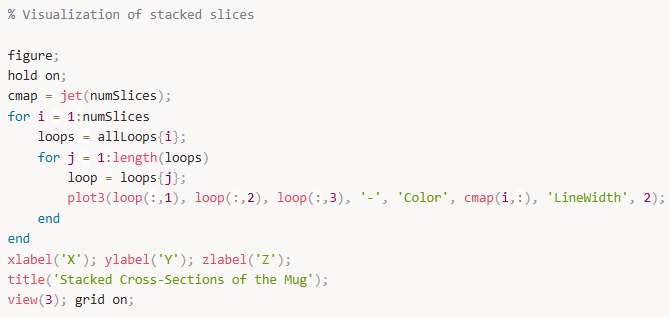 % Visualization of stacked slices
figure;
hold on;
cmap = jet(numSlices);
for i = 1:numSlices
    loops = allLoops{i};
    for j = 1:length(loops)
        loop = loops{j};
        plot3(loop(:,1), loop(:,2), loop(:,3), '-', 'Color', cmap(i,:), 'LineWidth', 2);
    end
end
xlabel('X'); ylabel('Y'); zlabel('Z');
title('Stacked Cross-Sections of the Mug');
view(3); grid on;